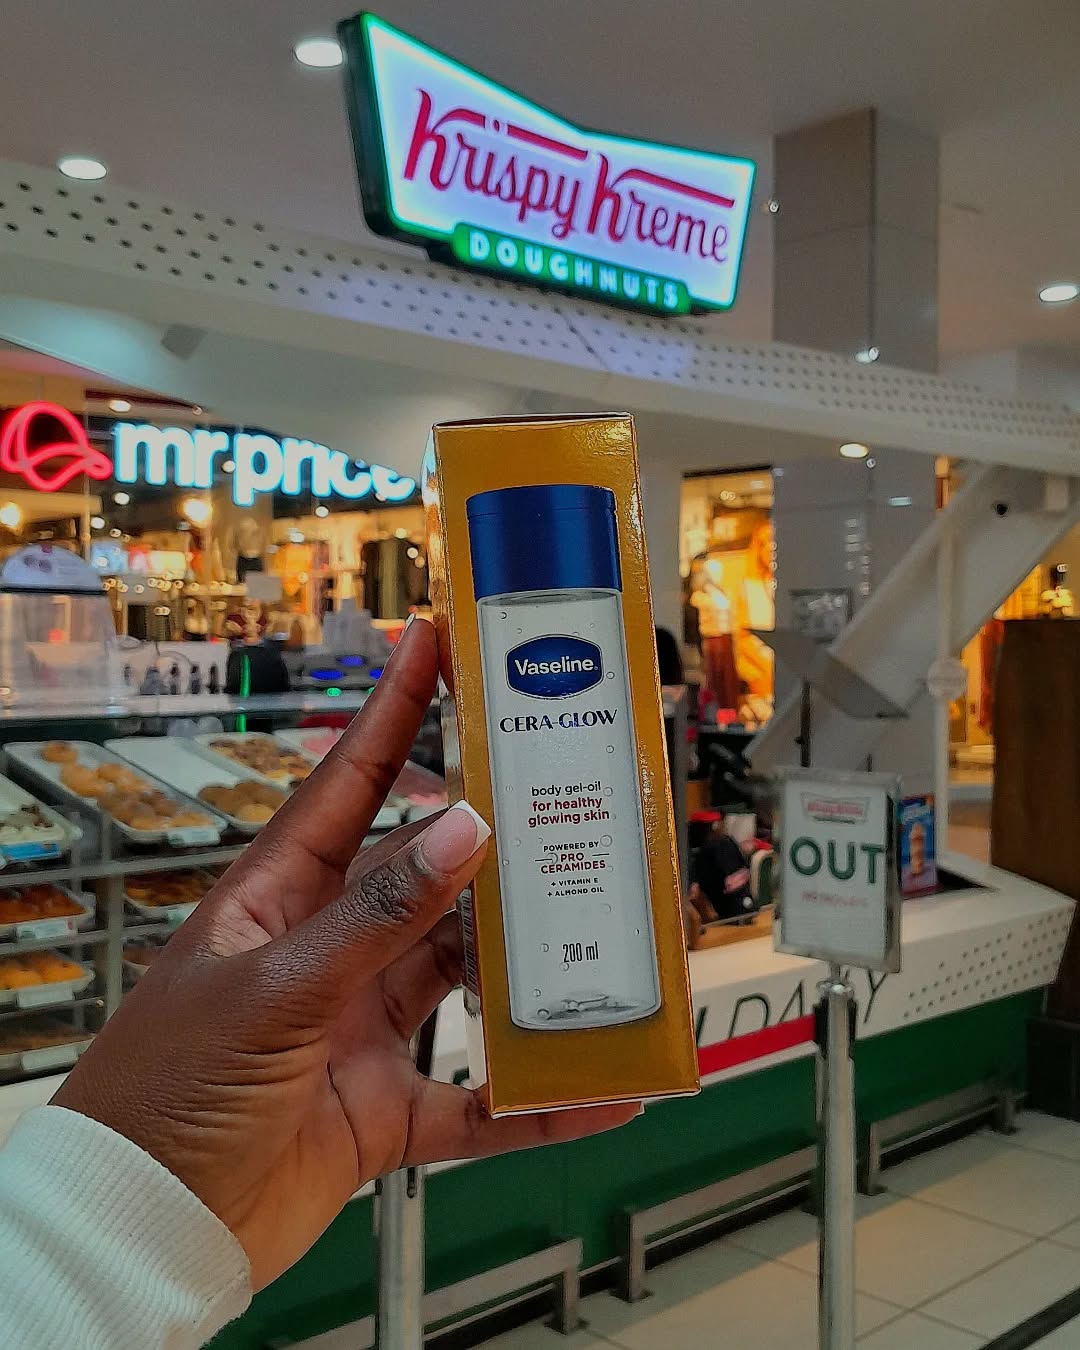 Krispy Kreme
DOUGHNUTS
mr price
Vaseline
CERA-GLOW
body gel-oil
for healthy
glowing skin
POWERED BY
PRO
CERAMIDES
+ VITAMIN E
+ ALMOND OIL
200 ml
OUT